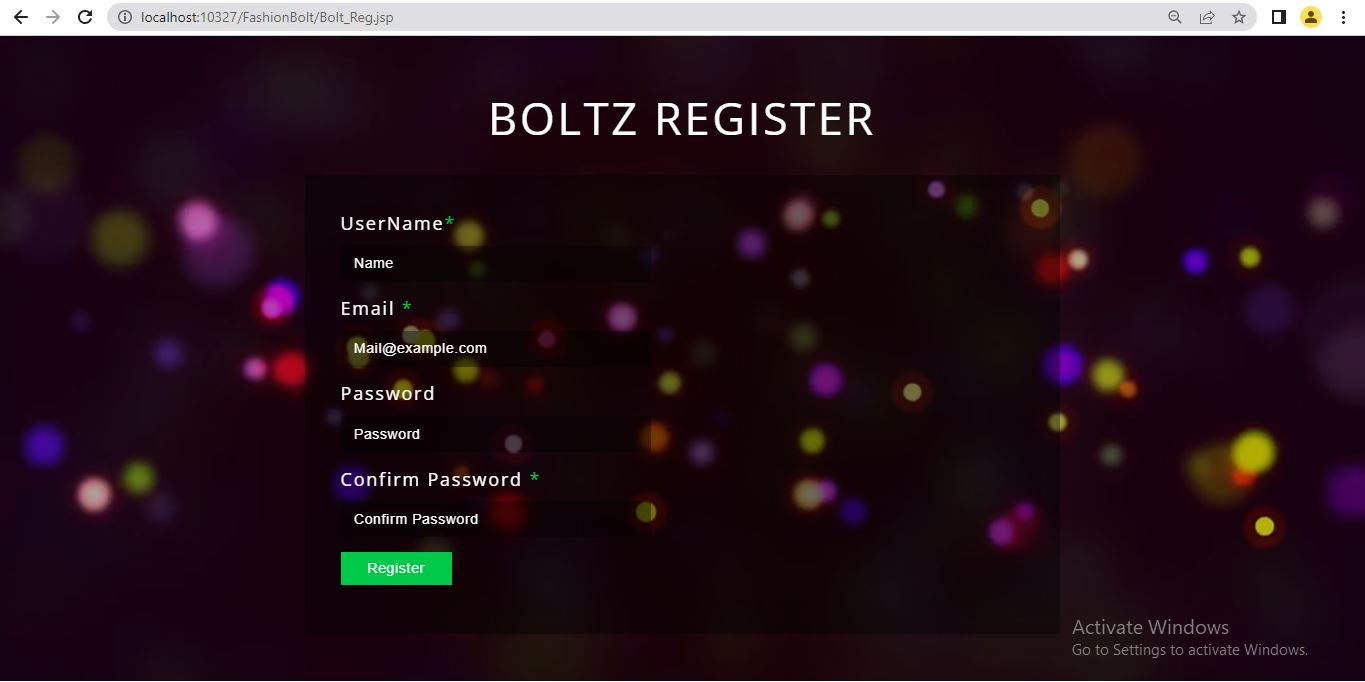 localhost:10327/FashionBolt/Bolt_Reg.jsp
BOLTZ REGISTER
UserName*
Name
Email *
Mail@example.com
Password
Password
Confirm Password *
Confirm Password
Register
Activate Windows
Go to Settings to activate Windows.